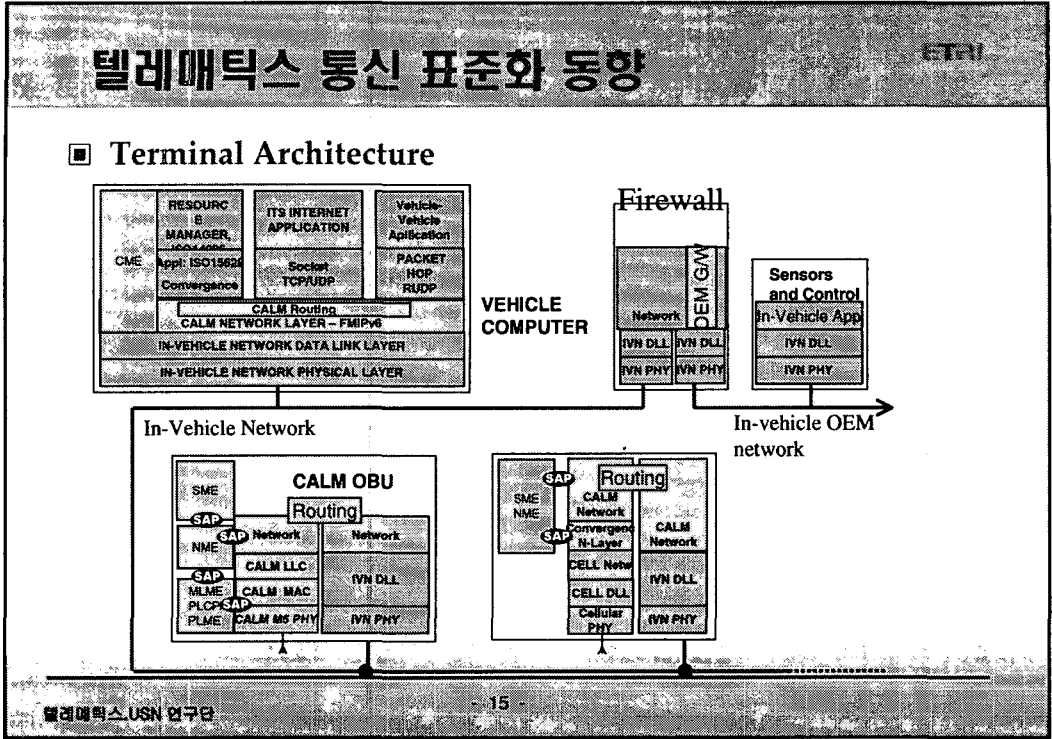 텔레매틱스 통신 표준화 동향
ETRI
Terminal Architecture
CME
RESOURC
E
MANAGER,
Appl: ISO15628
Convergence
ITS INTERNET
APPLICATION
Socket
TCP/UDP
Vehicle-
Vehicle
Apllication
PACKET
HOP
RUDP
CALM Routing
CALM NETWORK LAYER – FMIPv6
IN-VEHICLE NETWORK DATA LINK LAYER
IN-VEHICLE NETWORK PHYSICAL LAYER
VEHICLE
COMPUTER
Firewall
OEM G/W
Network
IVN DLL
IVN DLL
IVN PHY
IVN PHY
Sensors
and Control
In-Vehicle App
IVN DLL
IVN PHY
In-Vehicle Network
In-vehicle OEM
network
CALM OBU
SME
SAP
NME
SAP
MLME
PLCP
PLME
SAP
SAP
Routing
Network
CALM LLC
CALM MAC
CALM M5 PHY
Network
IVN DLL
IVN PHY
SME
NME
SAP
SAP
Routing
CALM
Network
Convergenc
N-Layer
CELL Netw
CELL DLL
Cellular
PHY
CALM
Network
IVN DLL
IVN PHY
텔레매틱스.USN 연구단
- 15 -